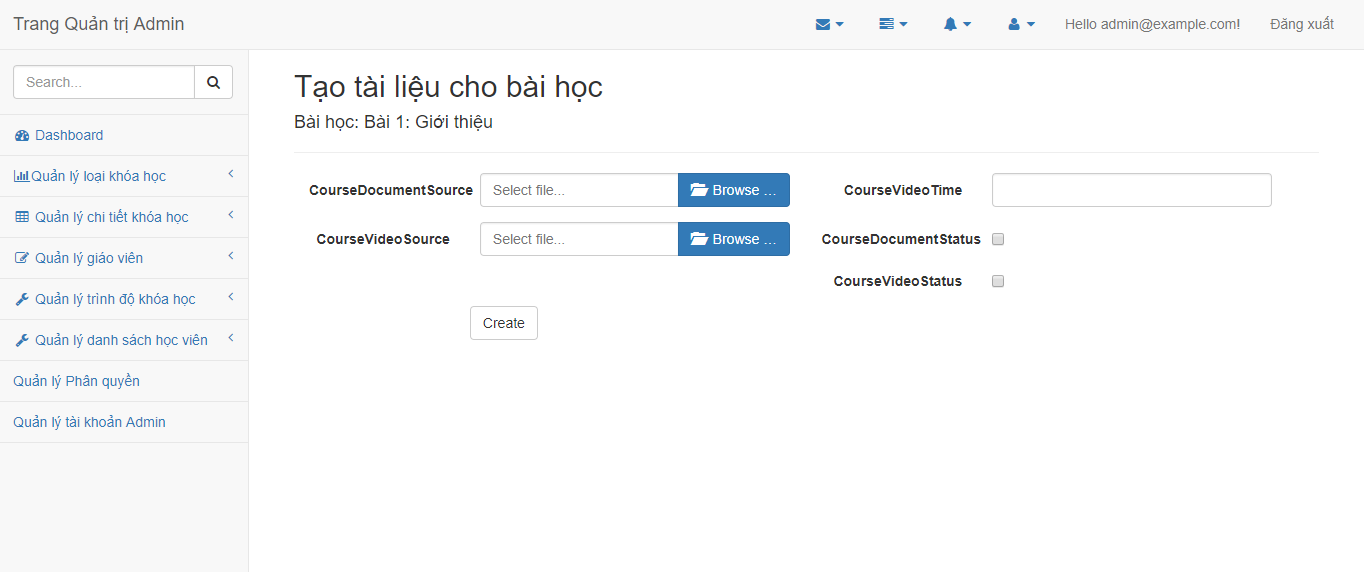 Trang Quản trị Admin
Hello admin@example.com!
Đăng xuất
Search...
Dashboard
Quản lý loại khóa học
Quản lý chi tiết khóa học
Quản lý giáo viên
Quản lý trình độ khóa học
Quản lý danh sách học viên
Quản lý Phân quyền
Quản lý tài khoản Admin
Tạo tài liệu cho bài học
Bài học: Bài 1: Giới thiệu
CourseDocumentSource Select file... Browse ...
CourseVideoTime
CourseVideoSource Select file... Browse ...
CourseDocumentStatus
CourseVideoStatus
Create